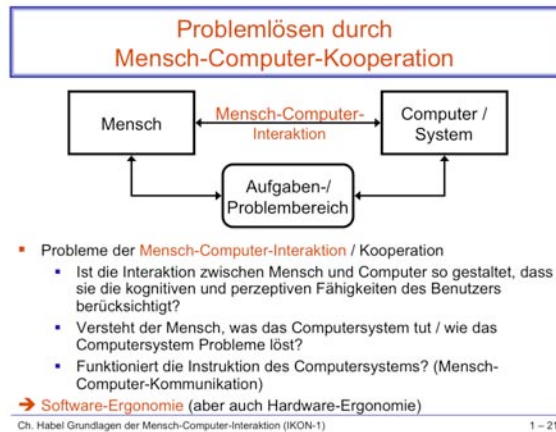 Problemlösen durch
Mensch-Computer-Kooperation
Mensch
Mensch-Computer-
Interaktion
Computer /
System
Aufgaben-/
Problembereich
Probleme der Mensch-Computer-Interaktion / Kooperation
Ist die Interaktion zwischen Mensch und Computer so gestaltet, dass
sie die kognitiven und perzeptiven Fähigkeiten des Benutzers
berücksichtigt?
Versteht der Mensch, was das Computersystem tut / wie das
Computersystem Probleme löst?
Funktioniert die Instruktion des Computersystems? (Mensch-
Computer-Kommunikation)
➔ Software-Ergonomie (aber auch Hardware-Ergonomie)
Ch. Habel Grundlagen der Mensch-Computer-Interaktion (IKON-1) 1 – 21